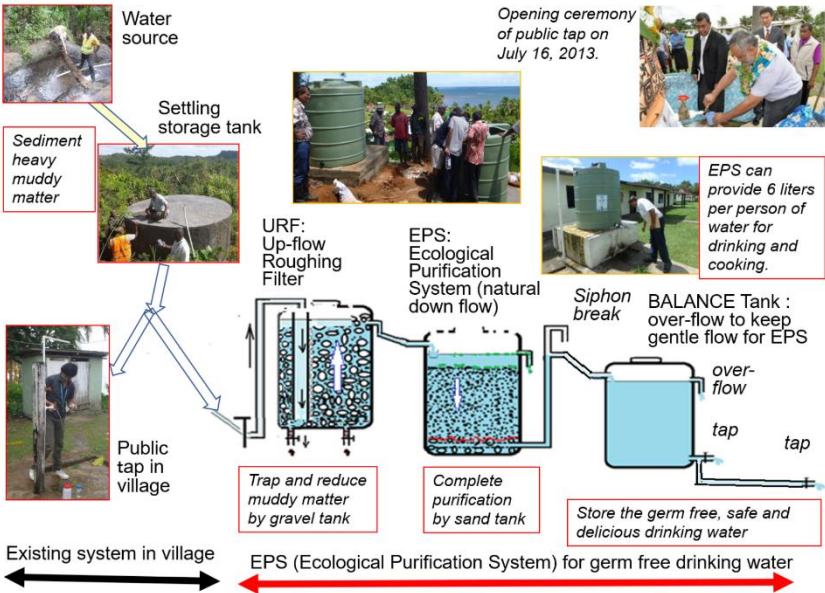 Water
source
Opening ceremony
of public tap on
July 16, 2013.
Settling
storage tank
Sediment
heavy
muddy
matter
EPS can
provide 6 liters
per person of
water for
drinking and
cooking.
URF:
Up-flow
Roughing
Filter
EPS:
Ecological
Purification
System (natural
down flow)
Siphon
break
BALANCE Tank :
over-flow to keep
gentle flow for EPS
over-
flow
tap
tap
Public
tap in
village
Trap and reduce
muddy matter
by gravel tank
Complete
purification
by sand tank
Store the germ free, safe and
delicious drinking water
Existing system in village
EPS (Ecological Purification System) for germ free drinking water